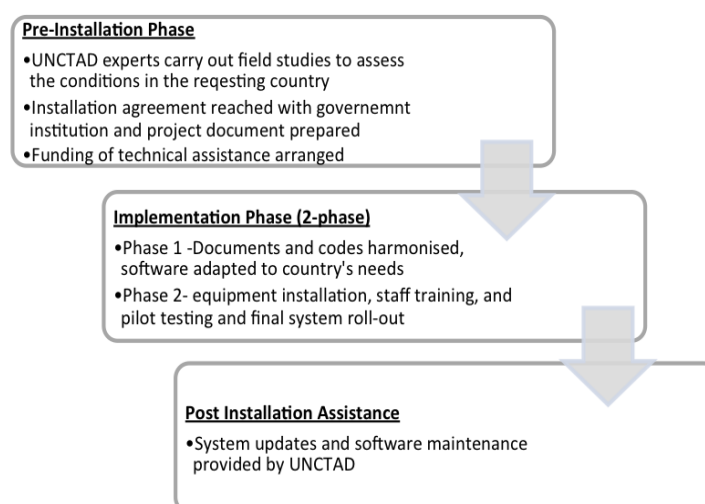 Pre-Installation Phase
•UNCTAD experts carry out field studies to assess
the conditions in the reqesting country
•Installation agreement reached with governemnt
institution and project document prepared
•Funding of technical assistance arranged
Implementation Phase (2-phase)
•Phase 1 -Documents and codes harmonised,
software adapted to country's needs
•Phase 2- equipment installation, staff training, and
pilot testing and final system roll-out
Post Installation Assistance
•System updates and software maintenance
provided by UNCTAD